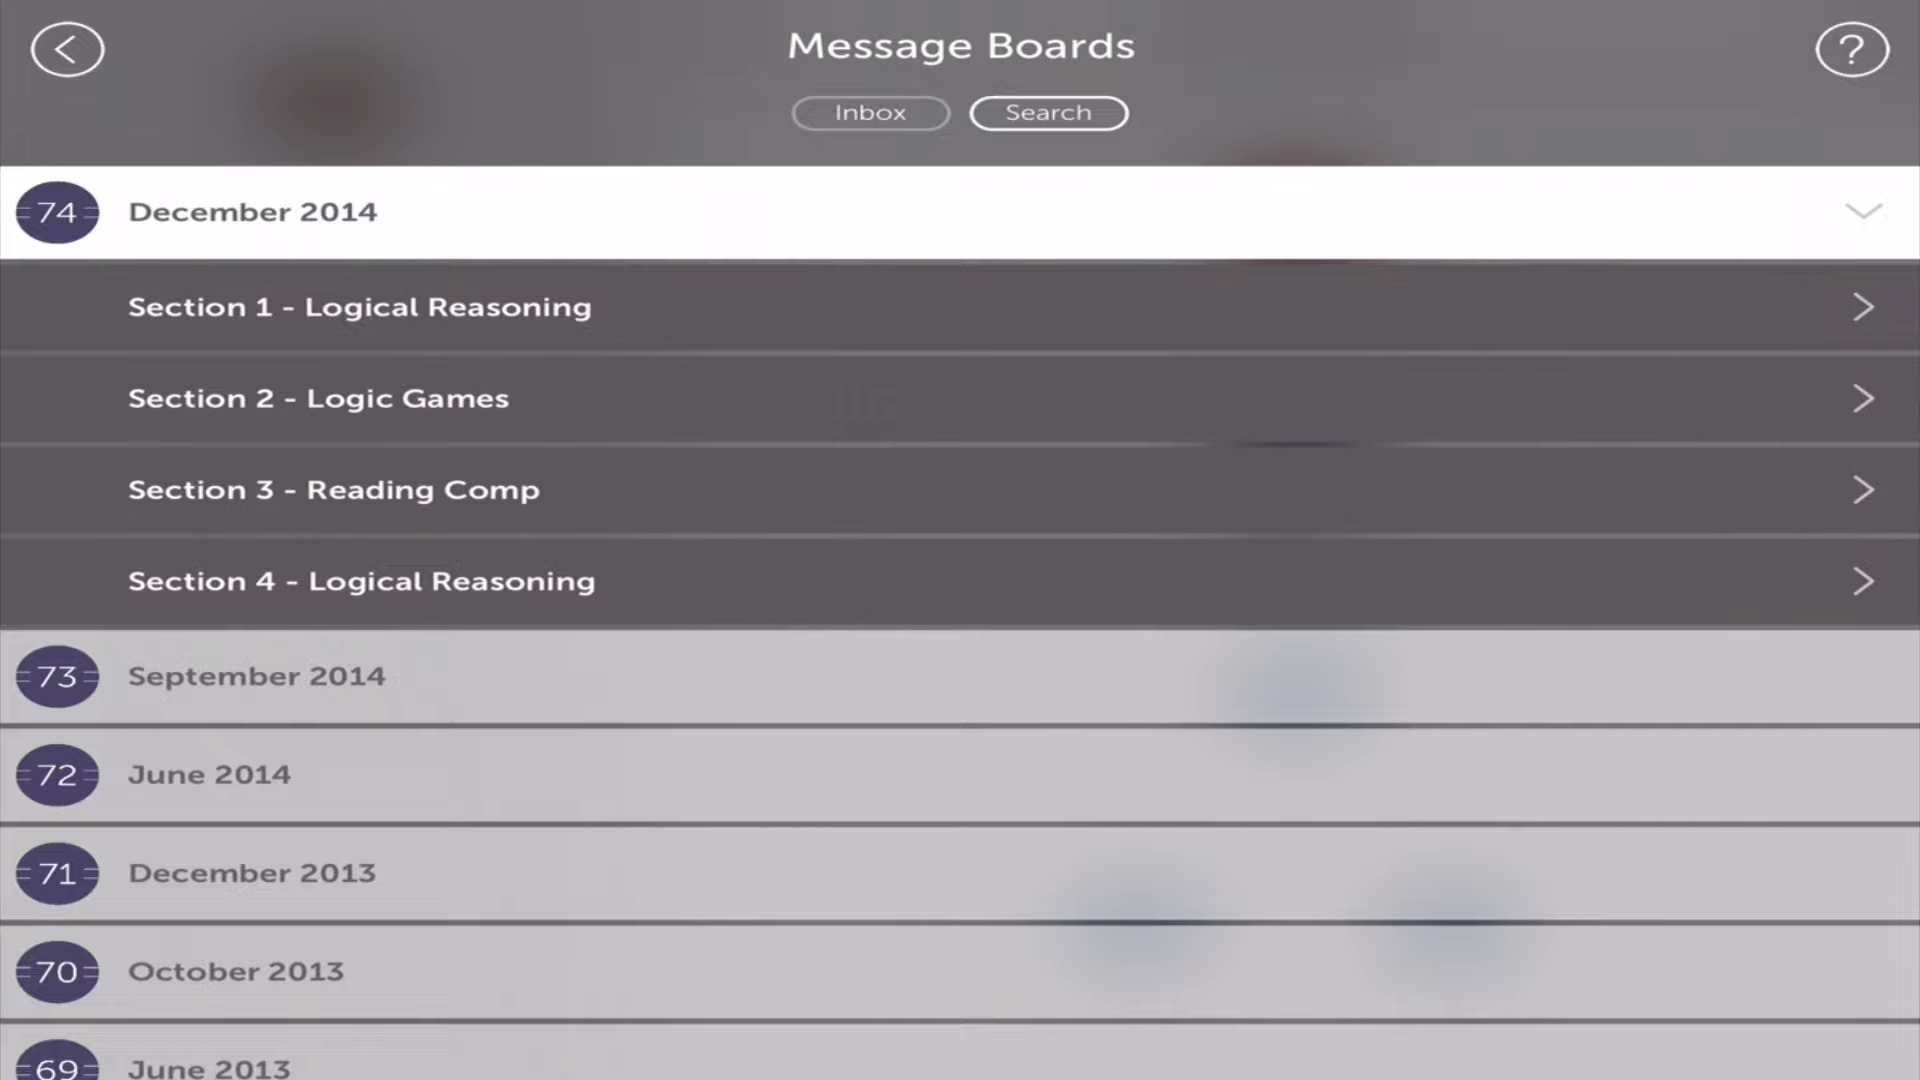 Message Boards
Inbox Search
74 December 2014
Section 1 - Logical Reasoning
Section 2 - Logic Games
Section 3 - Reading Comp
Section 4 - Logical Reasoning
73 September 2014
72 June 2014
71 December 2013
70 October 2013
69 June 2013